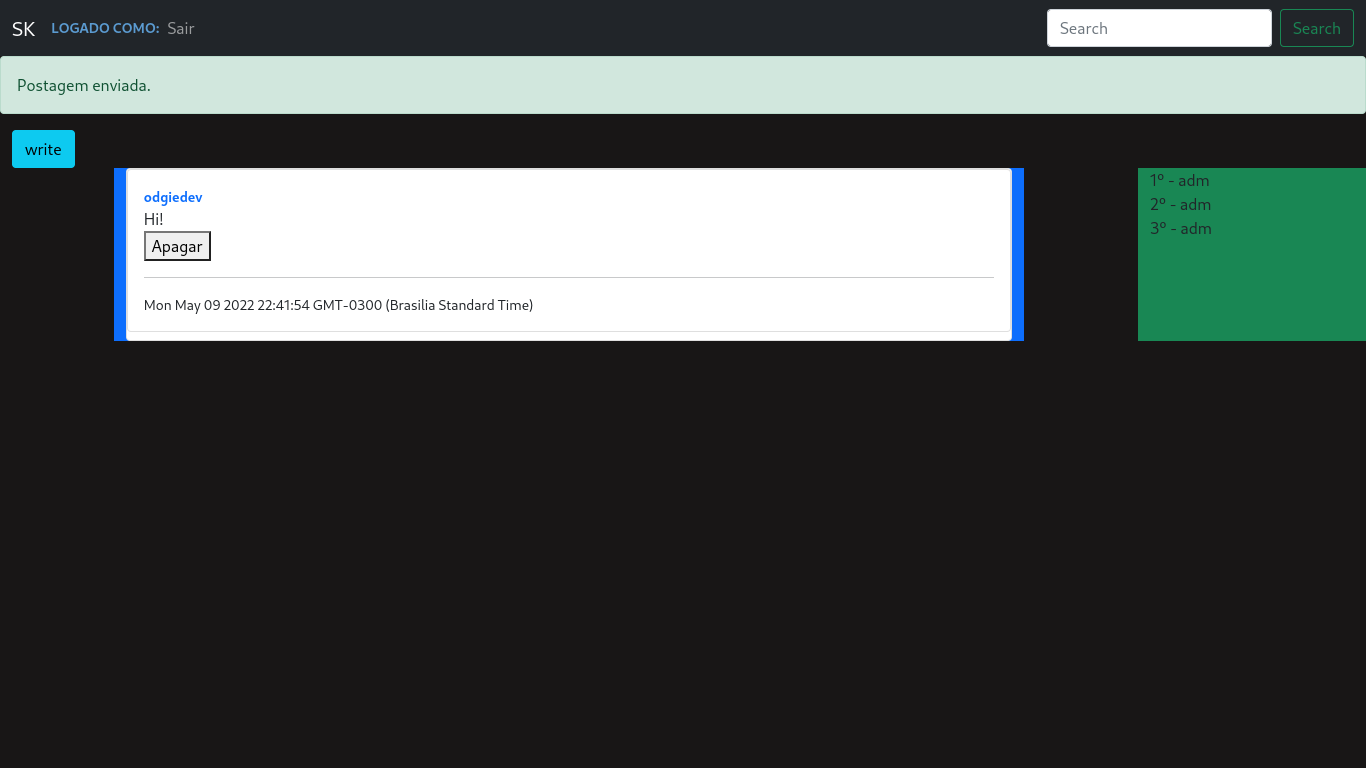 SK LOGADO COMO: Sair Search Search
Postagem enviada.
write
odgiedev
Hi!
Apagar
Mon May 09 2022 22:41:54 GMT-0300 (Brasilia Standard Time)
1º - adm
2º - adm
3º - adm